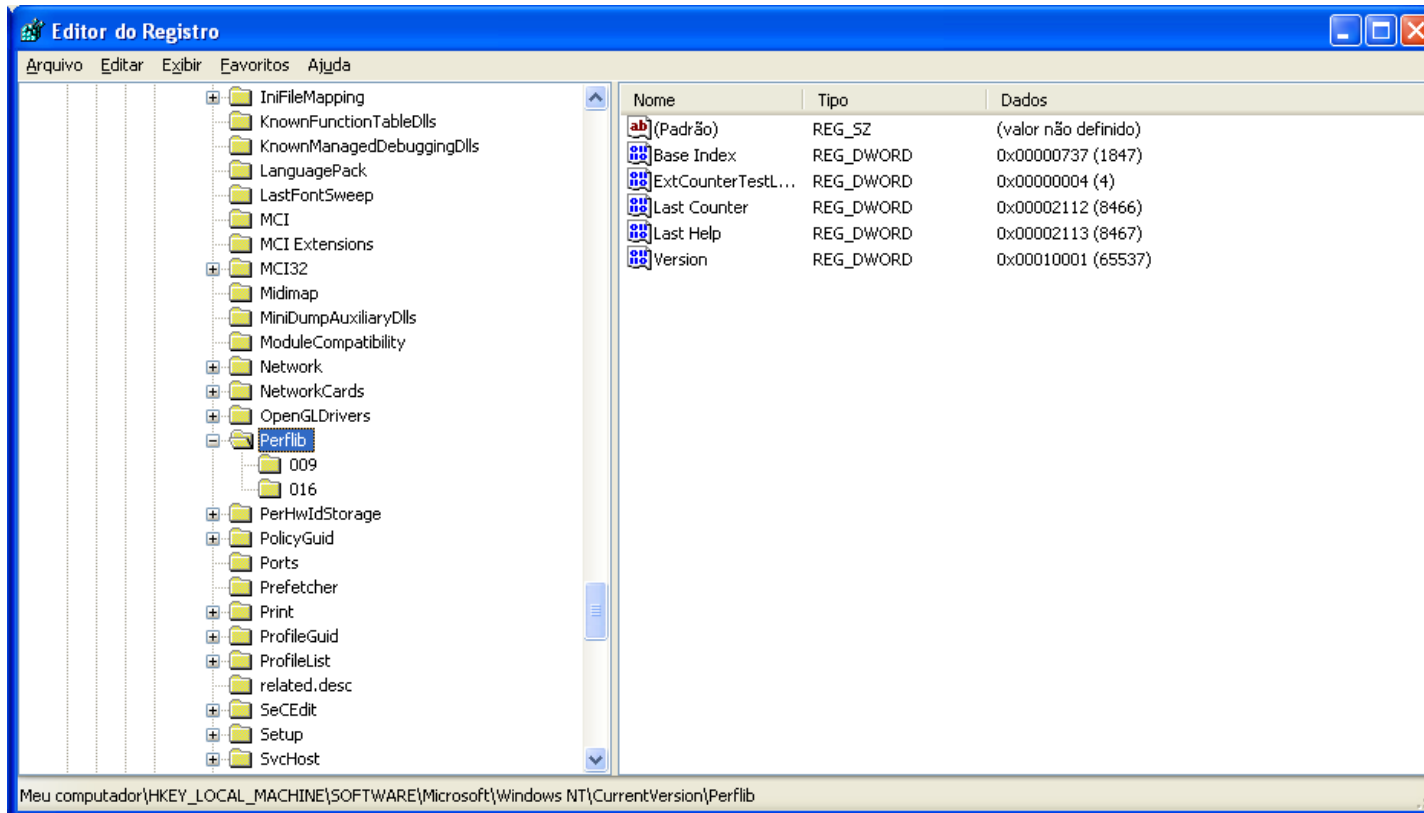 Editor do Registro
Arquivo Editar Exibir Favoritos Ajuda
IniFileMapping
KnownFunctionTableDlls
KnownManagedDebuggingDlls
LanguagePack
LastFontSweep
MCI
MCI Extensions
MCI32
Midimap
MiniDumpAuxiliaryDlls
ModuleCompatibility
Network
NetworkCards
OpenGLDrivers
Perflib
009
016
PerHwIdStorage
PolicyGuid
Ports
Prefetcher
Print
ProfileGuid
ProfileList
related.desc
SeCEdit
Setup
SvcHost
Nome Tipo Dados
(Padrão) REG_SZ (valor não definido)
Base Index REG_DWORD 0x00000737 (1847)
ExtCounterTestL... REG_DWORD 0x00000004 (4)
Last Counter REG_DWORD 0x00002112 (8466)
Last Help REG_DWORD 0x00002113 (8467)
Version REG_DWORD 0x00010001 (65537)
Meu computador\HKEY_LOCAL_MACHINE\SOFTWARE\Microsoft\Windows NT\CurrentVersion\Perflib